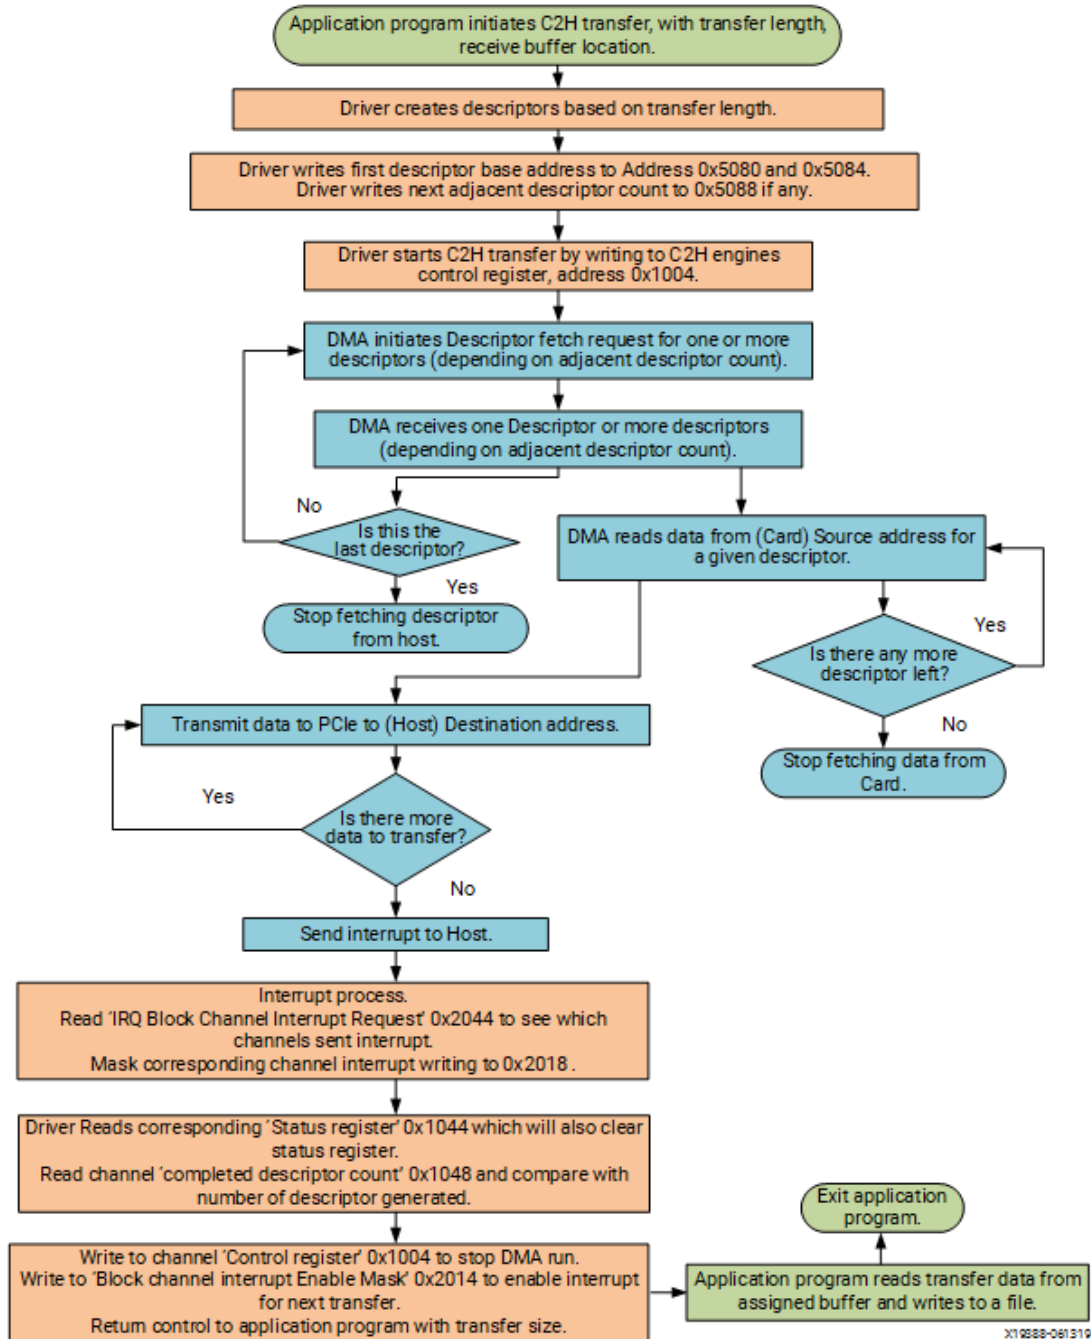 Application program initiates C2H transfer, with transfer length,
receive buffer location.
Driver creates descriptors based on transfer length.
Driver writes first descriptor base address to Address 0x5080 and 0x5084.
Driver writes next adjacent descriptor count to 0x5088 if any.
Driver starts C2H transfer by writing to C2H engines
control register, address 0x1004.
DMA initiates Descriptor fetch request for one or more
descriptors (depending on adjacent descriptor count).
DMA receives one Descriptor or more descriptors
(depending on adjacent descriptor count).
No
Is this the
last descriptor?
Yes
Stop fetching descriptor
from host.
DMA reads data from (Card) Source address for
a given descriptor.
Yes
Is there any more
descriptor left?
No
Stop fetching data from
Card.
Transmit data to PCIe to (Host) Destination address.
Yes
Is there more
data to transfer?
No
Send interrupt to Host.
Interrupt process.
Read 'IRQ Block Channel Interrupt Request' 0x2044 to see which
channels sent interrupt.
Mask corresponding channel interrupt writing to 0x2018 .
Driver Reads corresponding 'Status register' 0x1044 which will also clear
status register.
Read channel 'completed descriptor count' 0x1048 and compare with
number of descriptor generated.
Write to channel 'Control register' 0x1004 to stop DMA run.
Write to 'Block channel interrupt Enable Mask' 0x2014 to enable interrupt
for next transfer.
Return control to application program with transfer size.
Exit application
program.
Application program reads transfer data from
assigned buffer and writes to a file.
X19388-061319